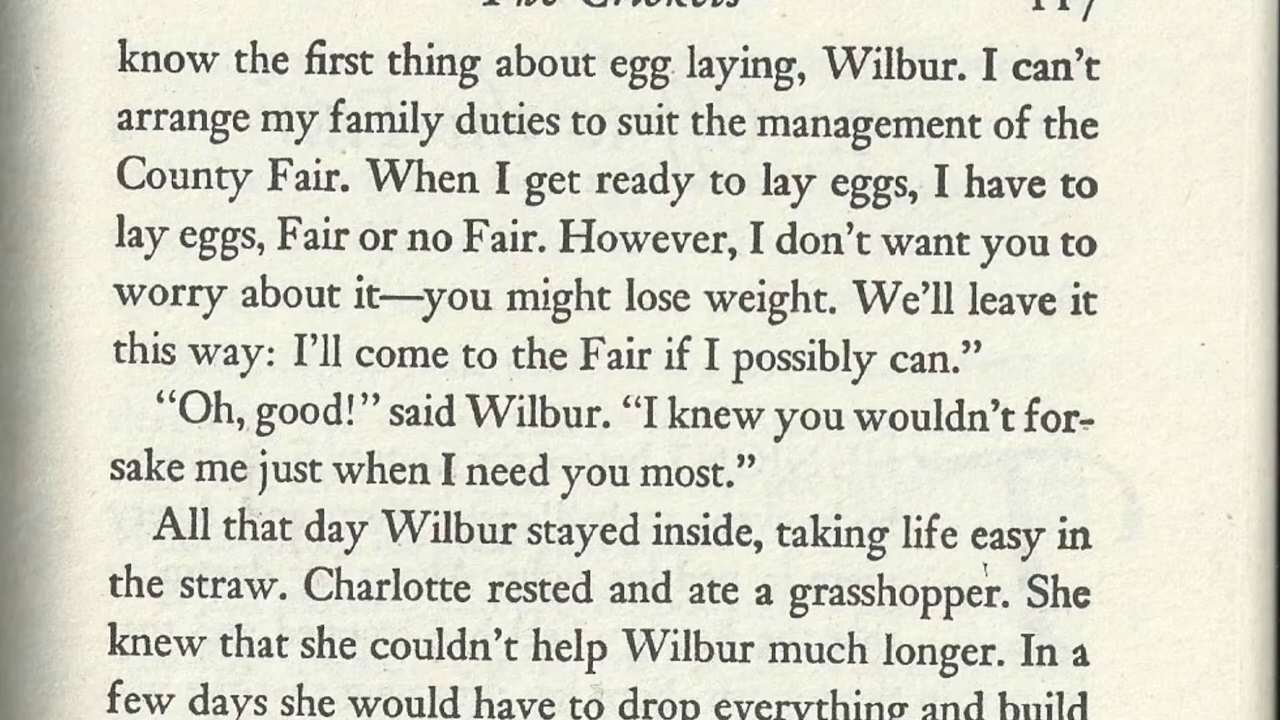 The Crickets 117
know the first thing about egg laying, Wilbur. I can’t
arrange my family duties to suit the management of the
County Fair. When I get ready to lay eggs, I have to
lay eggs, Fair or no Fair. However, I don’t want you to
worry about it—you might lose weight. We’ll leave it
this way: I’ll come to the Fair if I possibly can.”
“Oh, good!” said Wilbur. “I knew you wouldn’t for-
sake me just when I need you most.”
All that day Wilbur stayed inside, taking life easy in
the straw. Charlotte rested and ate a grasshopper. She
knew that she couldn’t help Wilbur much longer. In a
few days she would have to drop everything and build